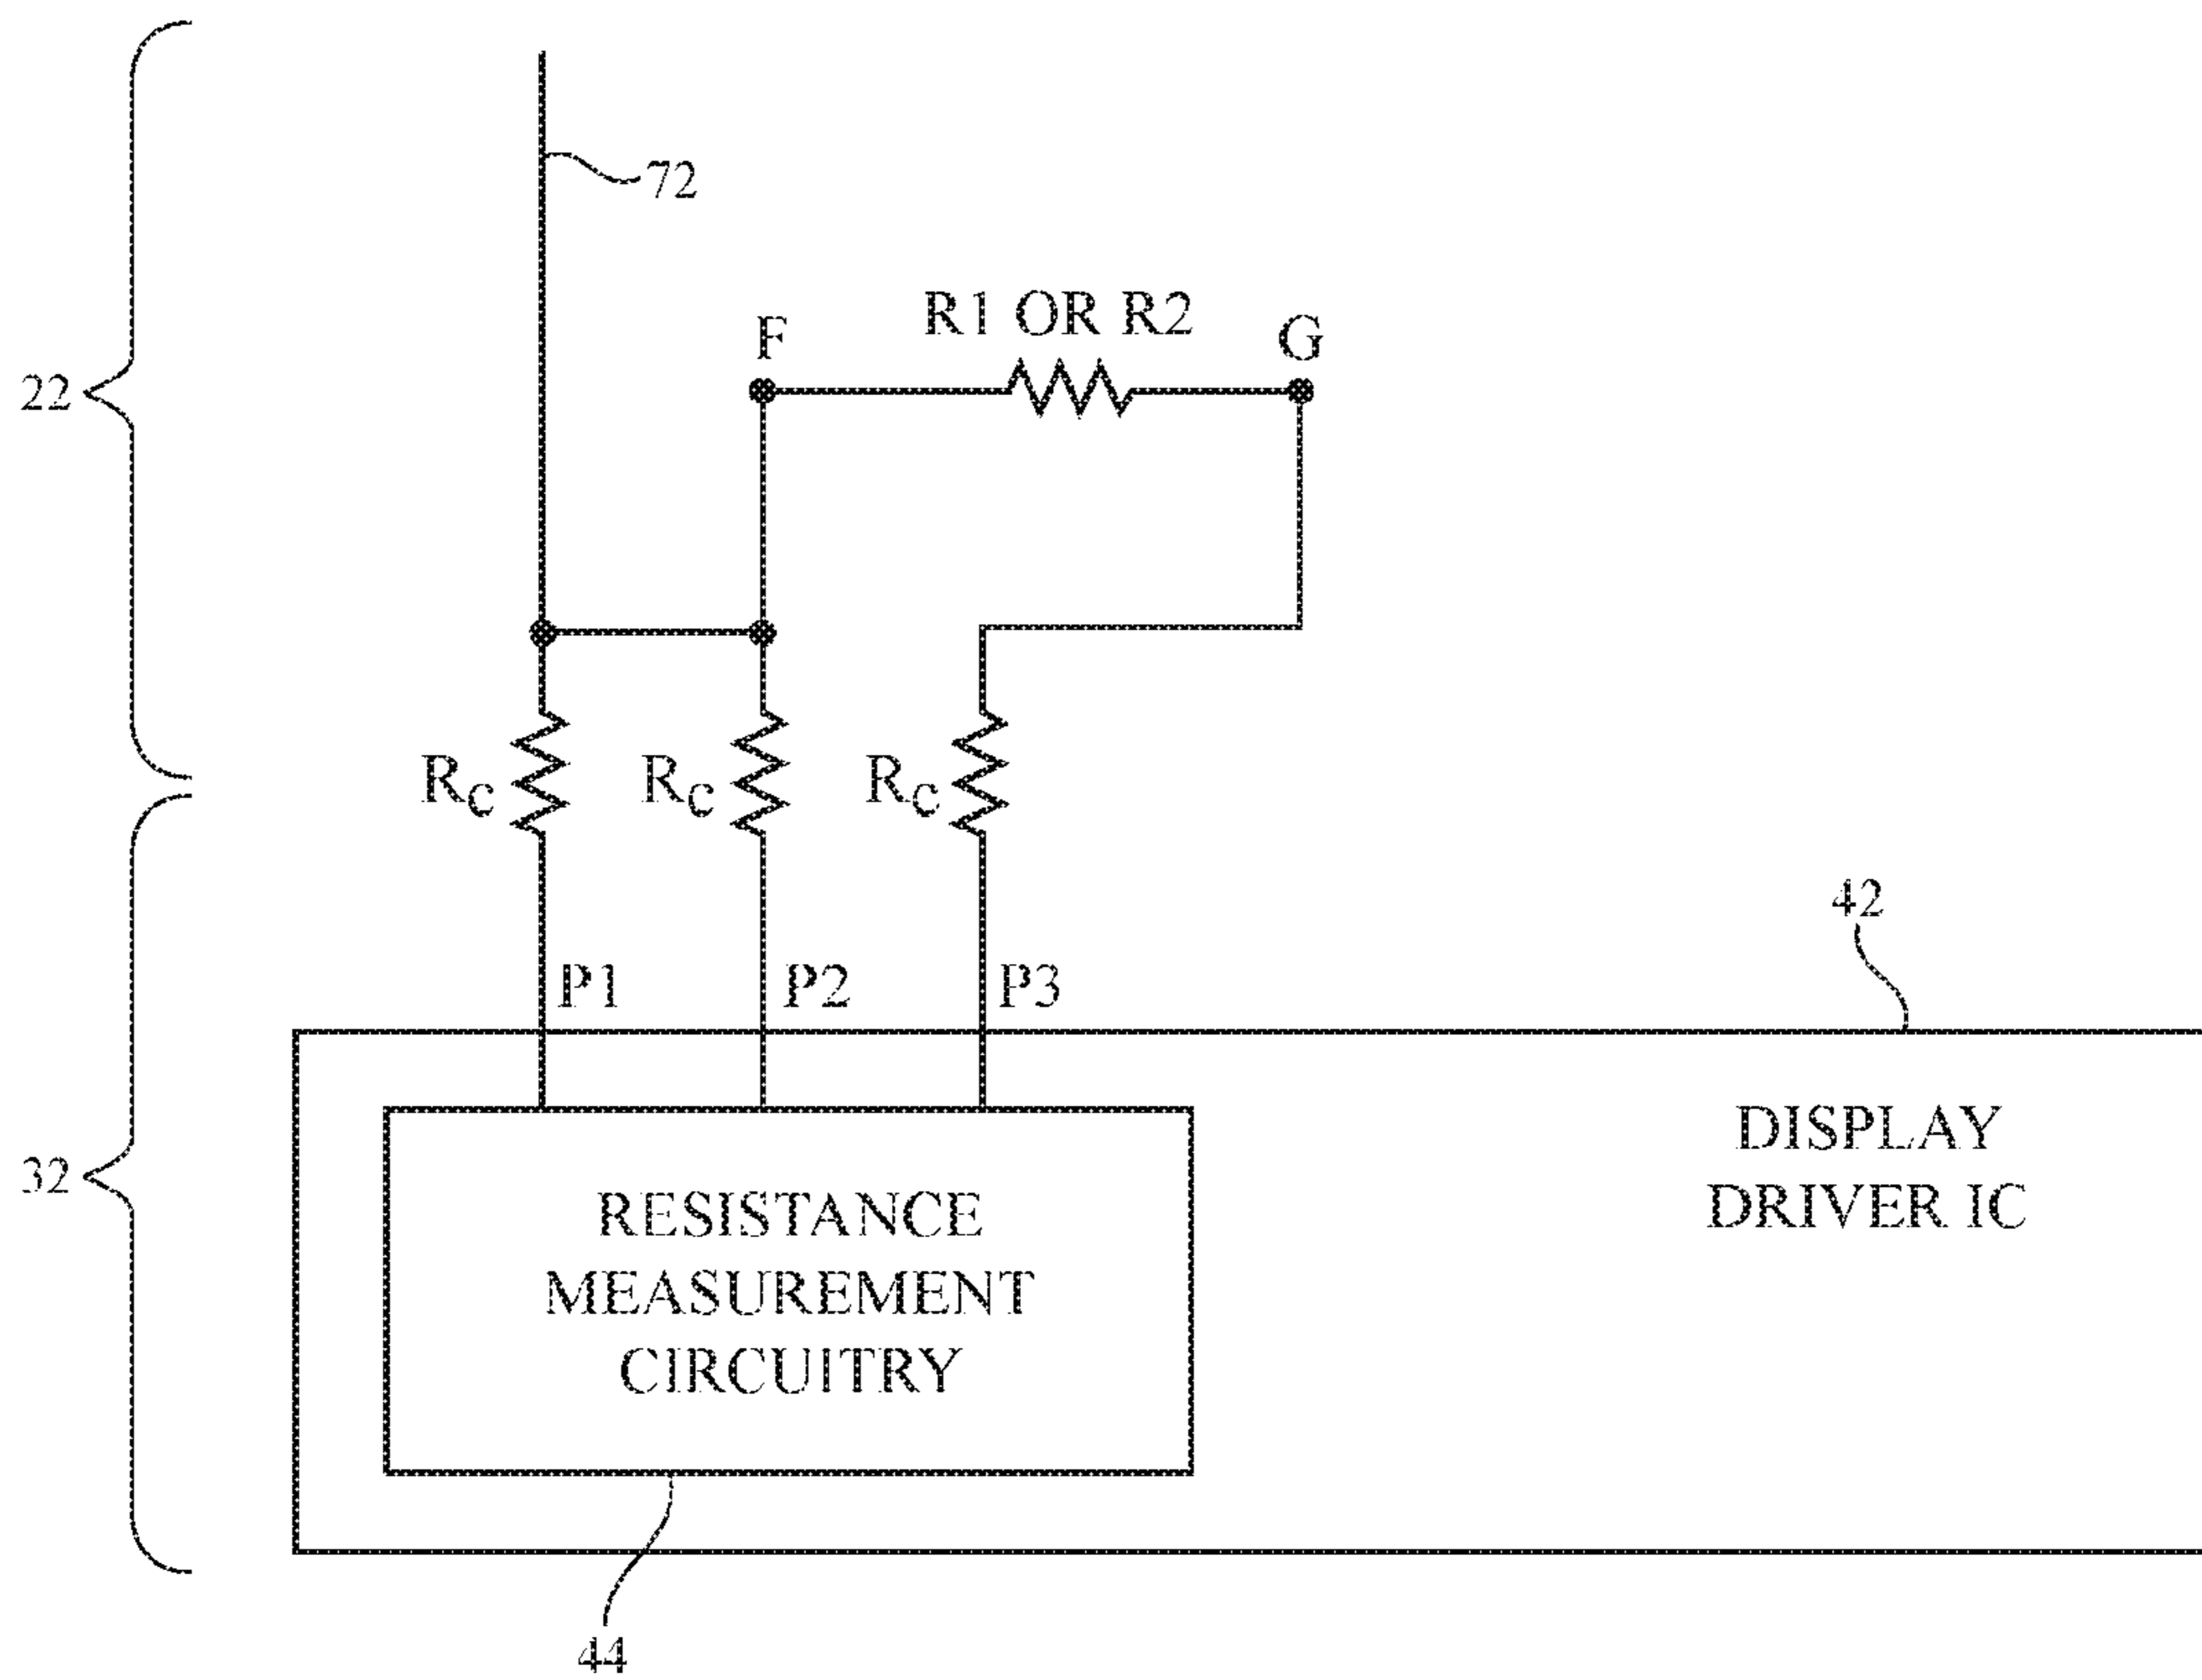 72
R1 OR R2
F
G
22
RC
RC
RC
42
P1
P2
P3
DISPLAY
DRIVER IC
32
RESISTANCE
MEASUREMENT
CIRCUITRY
44